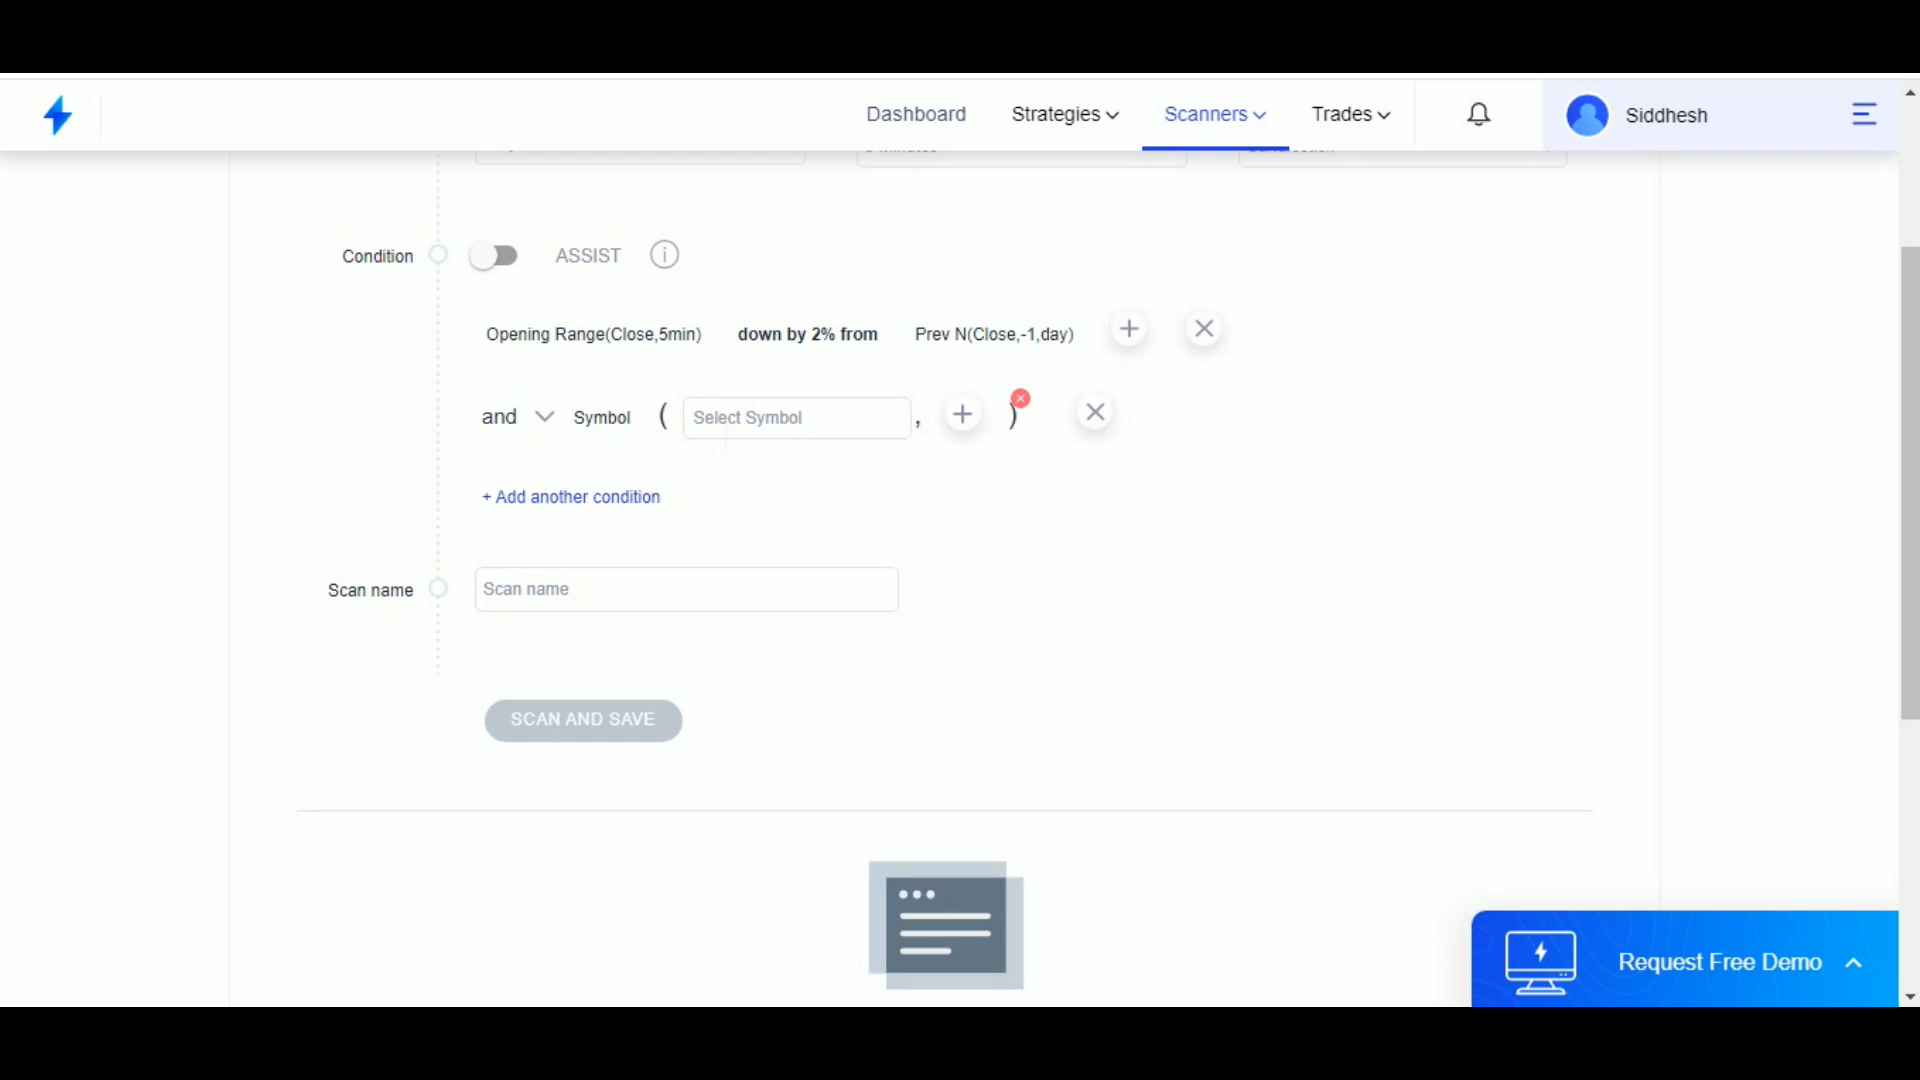 Dashboard Strategies Scanners Trades Siddhesh
Condition ASSIST i
Opening Range(Close,5min) down by 2% from Prev N(Close,-1,day)
and Symbol ( Select Symbol , + )
+ Add another condition
Scan name Scan name
SCAN AND SAVE
Request Free Demo